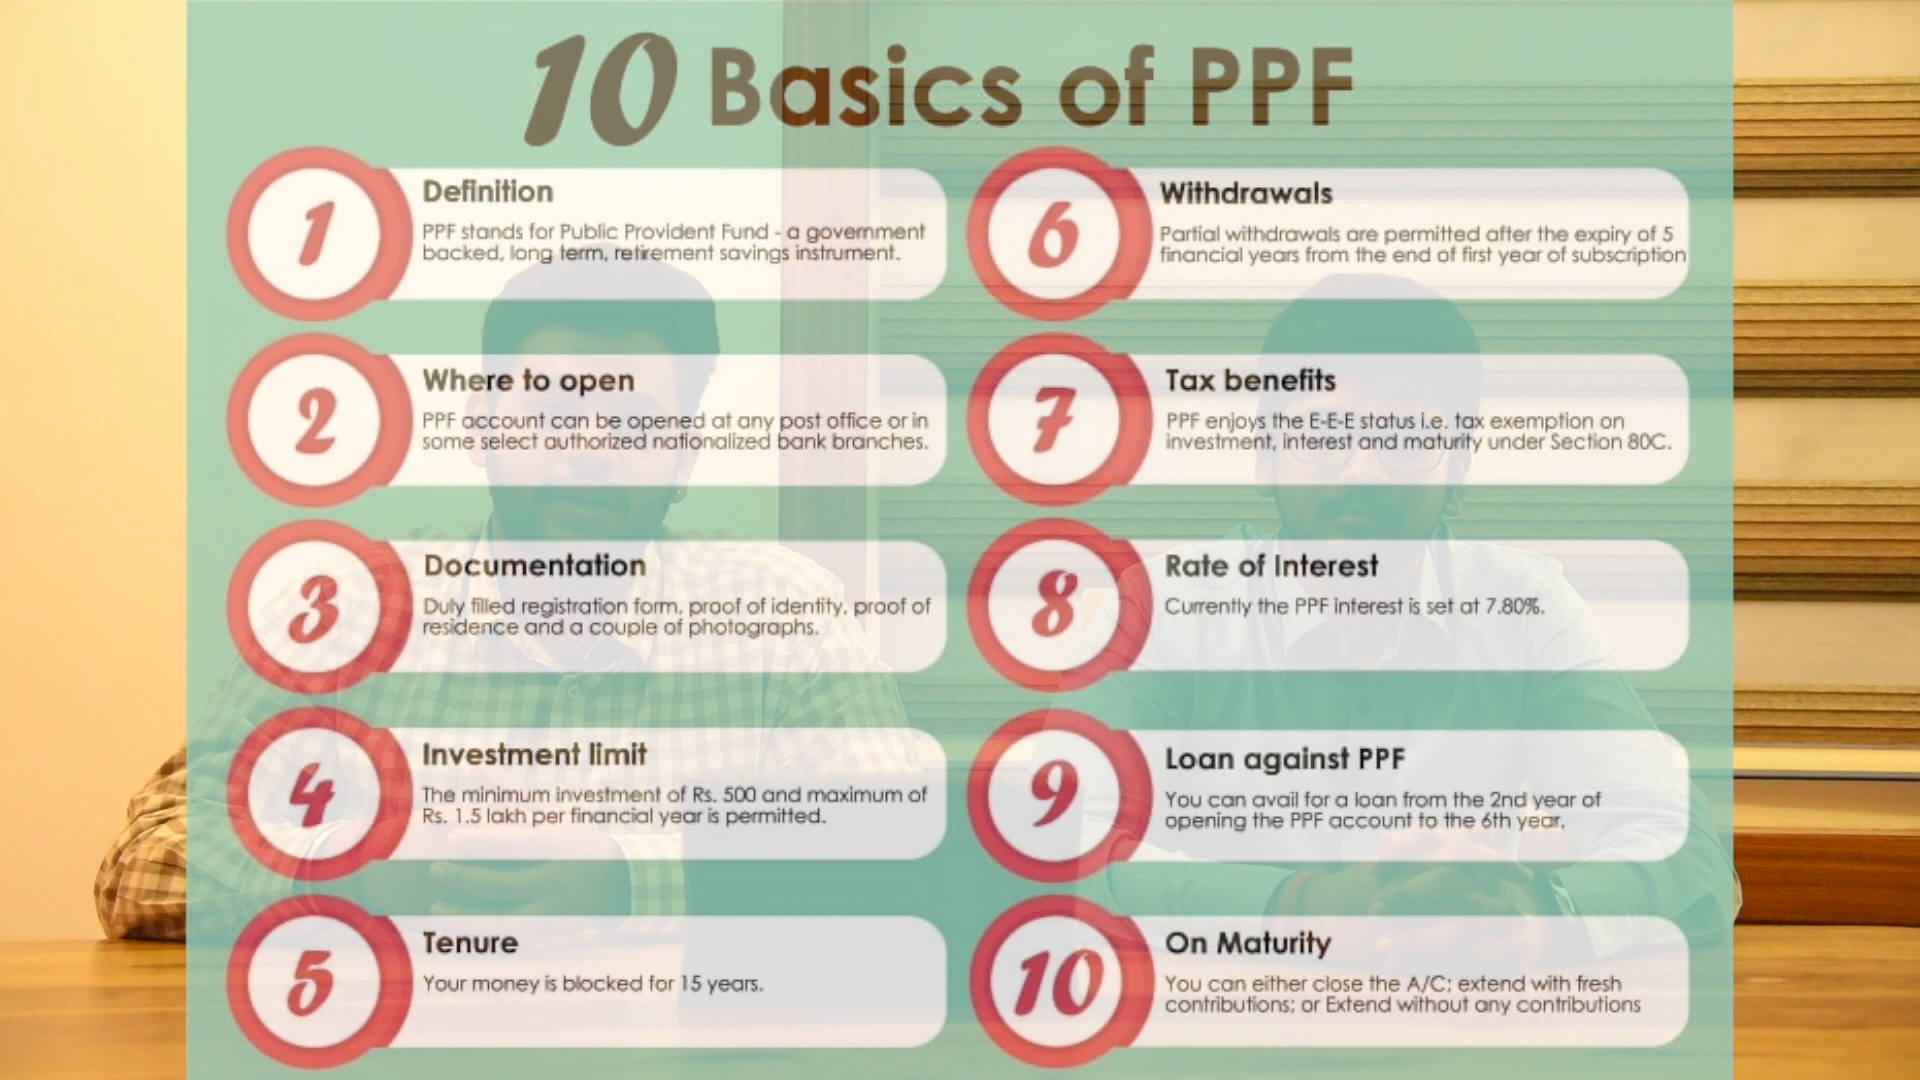 10 Basics of PPF
1
Definition
PPF stands for Public Provident Fund - a government
backed, long term, retirement savings instrument.
2
Where to open
PPF account can be opened at any post office or in
some select authorized nationalized bank branches.
3
Documentation
Duly filled registration form, proof of identity, proof of
residence and a couple of photographs.
4
Investment limit
The minimum investment of Rs. 500 and maximum of
Rs. 1.5 lakh per financial year is permitted.
5
Tenure
Your money is blocked for 15 years.
6
Withdrawals
Partial withdrawals are permitted after the expiry of 5
financial years from the end of first year of subscription
7
Tax benefits
PPF enjoys the E-E-E status i.e. tax exemption on
investment, interest and maturity under Section 80C.
8
Rate of Interest
Currently the PPF interest is set at 7.80%.
9
Loan against PPF
You can avail for a loan from the 2nd year of
opening the PPF account to the 6th year.
10
On Maturity
You can either close the A/C; extend with fresh
contributions; or Extend without any contributions